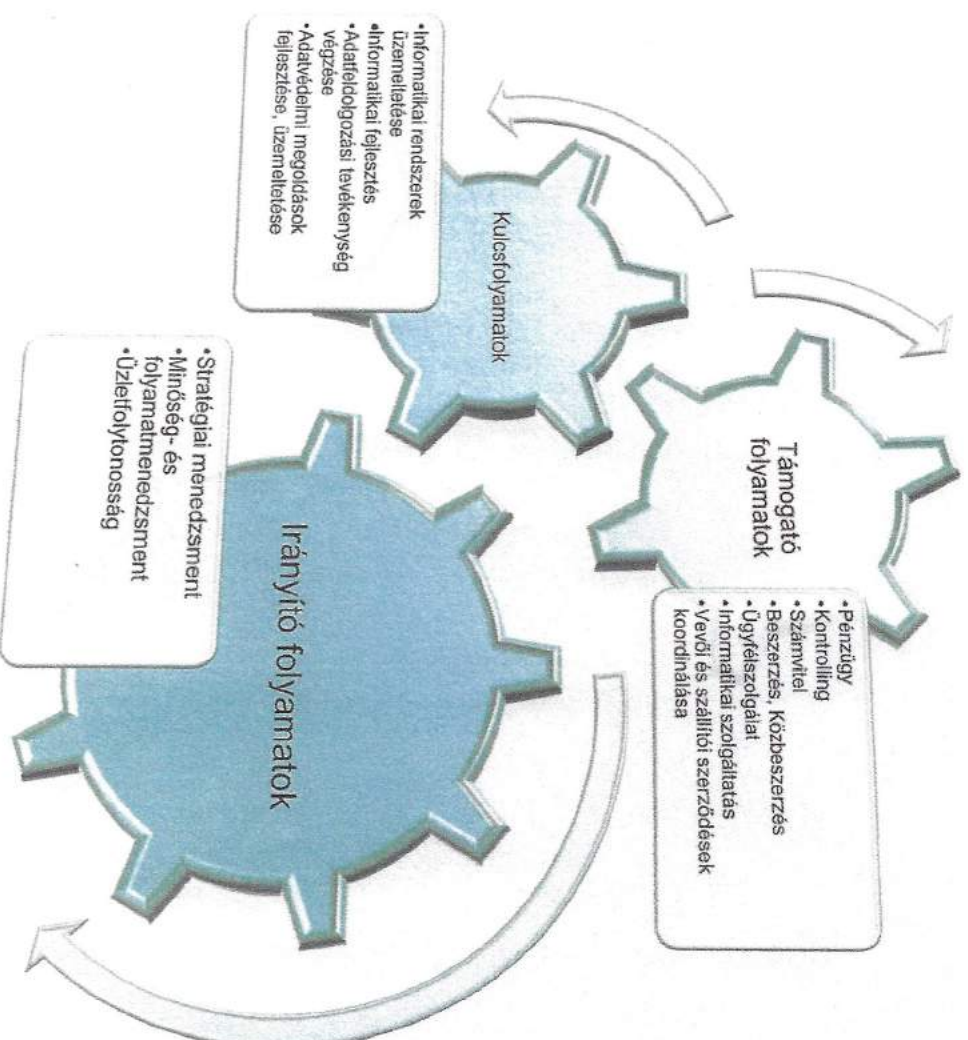 Támogató
folyamatok
•Pénzügy
•Kontrolling
•Számvitel
•Beszerzés, Közbeszerzés
•Ügyfélszolgálat
•Informatikai szolgáltatás
•Vevői és szállítói szerződések
koordinálása
Kulcsfolyamatok
•Informatikai rendszerek
üzemeltetése
•Informatikai fejlesztés
•Adatfeldolgozási tevékenység
végzése
•Adatvédelmi megoldások
fejlesztése, üzemeltetése
Irányító folyamatok
•Stratégiai menedzsment
•Minőség- és
folyamatmenedzsment
•Üzletfolytonosság